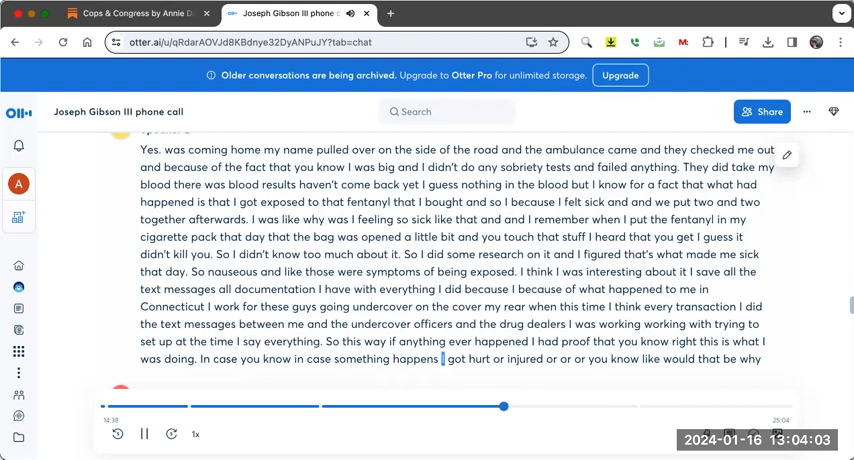 Cops & Congress by Annie D
Joseph Gibson III phone c
otter.ai/u/qRdarAOVJd8KBdnye32DyANPuJY?tab=chat
Older conversations are being archived. Upgrade to Otter Pro for unlimited storage.
Upgrade
Joseph Gibson III phone call
Search
Share
A
Yes. was coming home my name pulled over on the side of the road and the ambulance came and they checked me out
and because of the fact that you know I was big and I didn't do any sobriety tests and failed anything. They did take my
blood there was blood results haven't come back yet I guess nothing in the blood but I know for a fact that what had
happened is that I got exposed to that fentanyl that I bought and so I because I felt sick and and we put two and two
together afterwards. I was like why was I feeling so sick like that and and I remember when I put the fentanyl in my
cigarette pack that day that the bag was opened a little bit and you touch that stuff I heard that you get I guess it
didn't kill you. So I didn't know too much about it. So I did some research on it and I figured that's what made me sick
that day. So nauseous and like those were symptoms of being exposed. I think I was interesting about it I save all the
text messages all documentation I have with everything I did because I because of what happened to me in
Connecticut I work for these guys going undercover on the cover my rear when this time I think every transaction I did
the text messages between me and the undercover officers and the drug dealers I was working working with trying to
set up at the time I say everything. So this way if anything ever happened I had proof that you know right this is what I
was doing. In case you know in case something happens I got hurt or injured or or or you know like would that be why
14:38
25:04
1x
2024-01-16 13:04:03